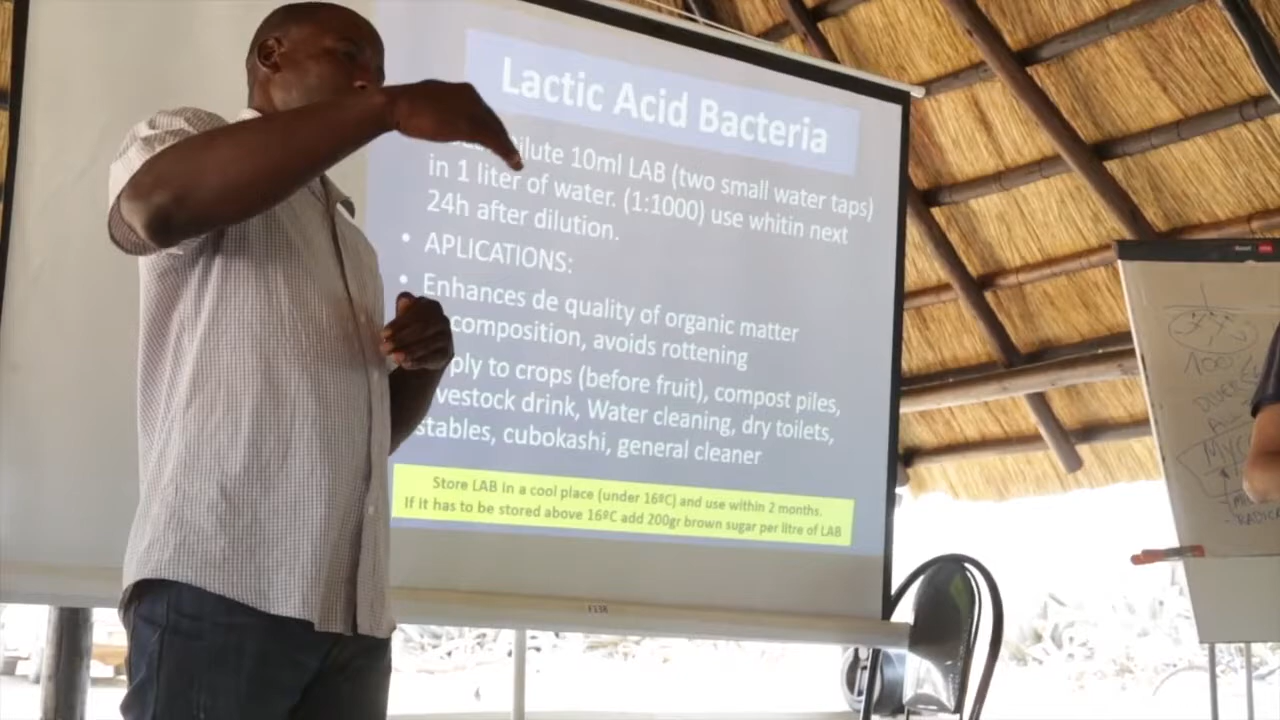 Lactic Acid Bacteria
dilute 10ml LAB (two small water taps)
in 1 liter of water. (1:1000) use whitin next
24h after dilution.
• APLICATIONS:
• Enhances de quality of organic matter
composition, avoids rottening
ply to crops (before fruit), compost piles,
vestock drink, Water cleaning, dry toilets,
stables, cubokashi, general cleaner
Store LAB in a cool place (under 16ºC) and use within 2 months.
If it has to be stored above 16ºC add 200gr brown sugar per litre of LAB
100
MYC
RADICA